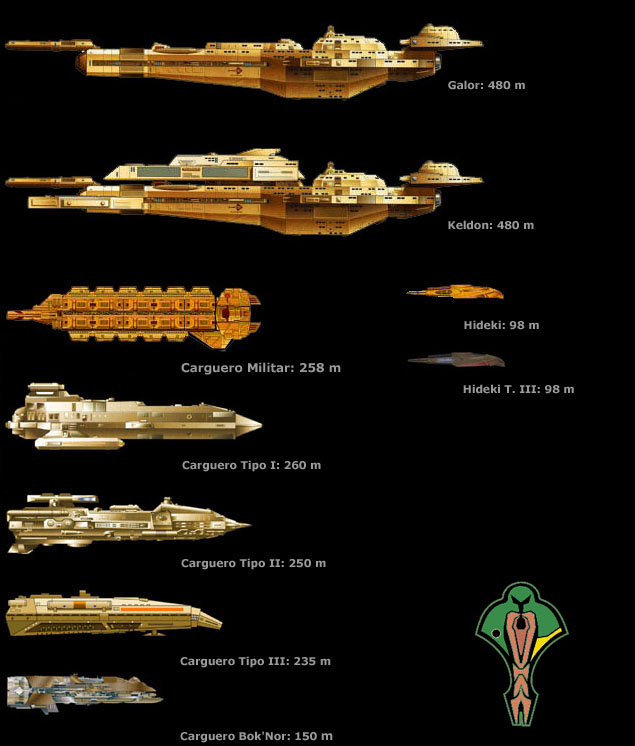 Galor: 480 m
Keldon: 480 m
Hideki: 98 m
Carguero Militar: 258 m
Hideki T. III: 98 m
Carguero Tipo I: 260 m
Carguero Tipo II: 250 m
Carguero Tipo III: 235 m
Carguero Bok'Nor: 150 m